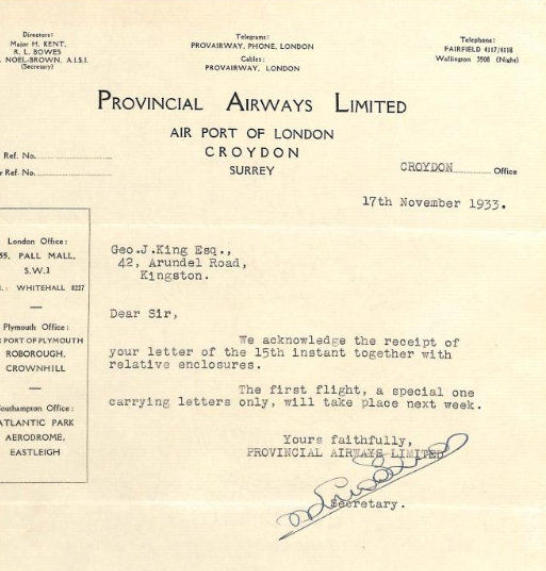 Directors:
Major H. KENT,
R. L. BOWES
NOEL-BROWN, A.I.S.I.
(Secretary)
Telegrams:
PROVAIRWAY, PHONE, LONDON
Cables:
PROVAIRWAY, LONDON
Telephone:
FAIRFIELD 4117/4118
Wallington 3908 (Night)
PROVINCIAL AIRWAYS LIMITED
AIR PORT OF LONDON
CROYDON
SURREY
Ref. No.
Ref. No.
CROYDON Office
17th November 1933.
London Office:
55, PALL MALL,
S.W.1
WHITEHALL 8227
Plymouth Office:
PORT OF PLYMOUTH
ROBOROUGH,
CROWNHILL
Southampton Office:
ATLANTIC PARK
AERODROME,
EASTLEIGH
Geo.J.King Esq.,
42, Arundel Road,
Kingston.
Dear Sir,
We acknowledge the receipt of
your letter of the 15th instant together with
relative enclosures.
The first flight, a special one
carrying letters only, will take place next week.
Yours faithfully,
PROVINCIAL AIRWAYS LIMITED
Secretary.